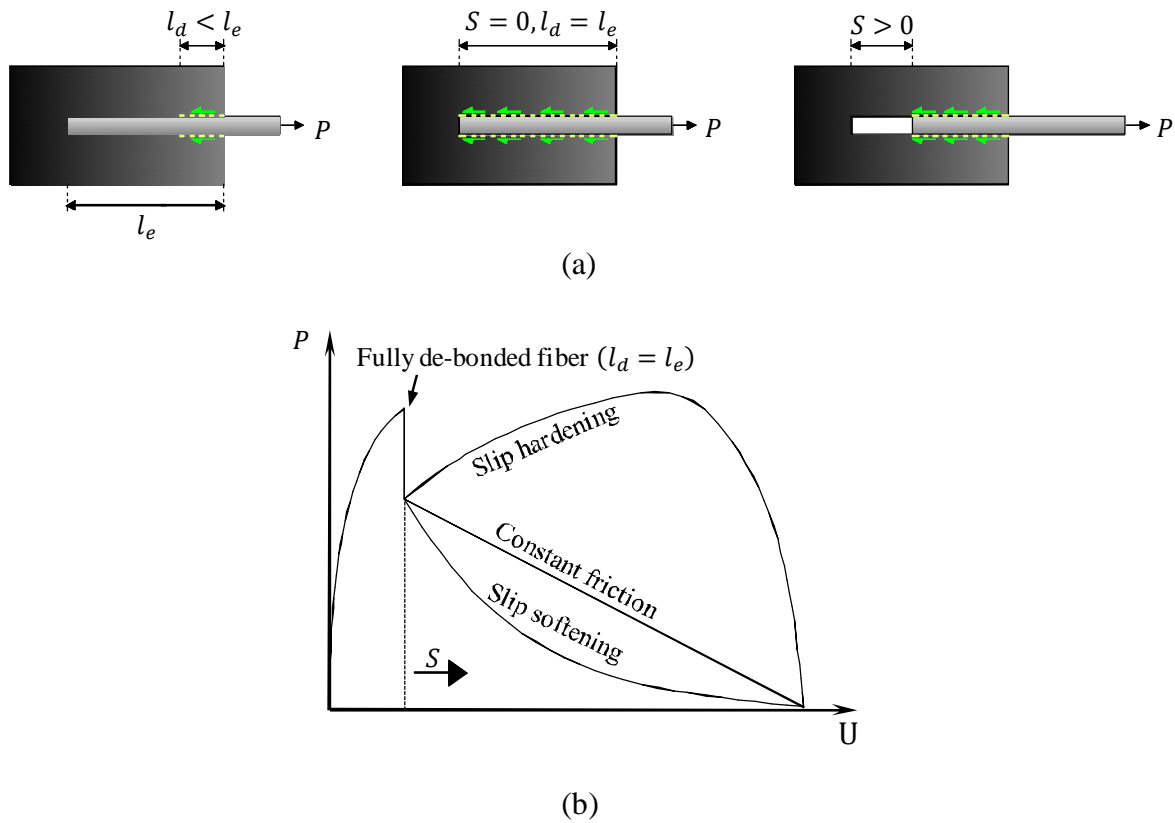 l_d < l_e
S = 0, l_d = l_e
S > 0
P
P
P
l_e
(a)
P
Fully de-bonded fiber (l_d = l_e)
Slip hardening
Constant friction
Slip softening
S
U
(b)